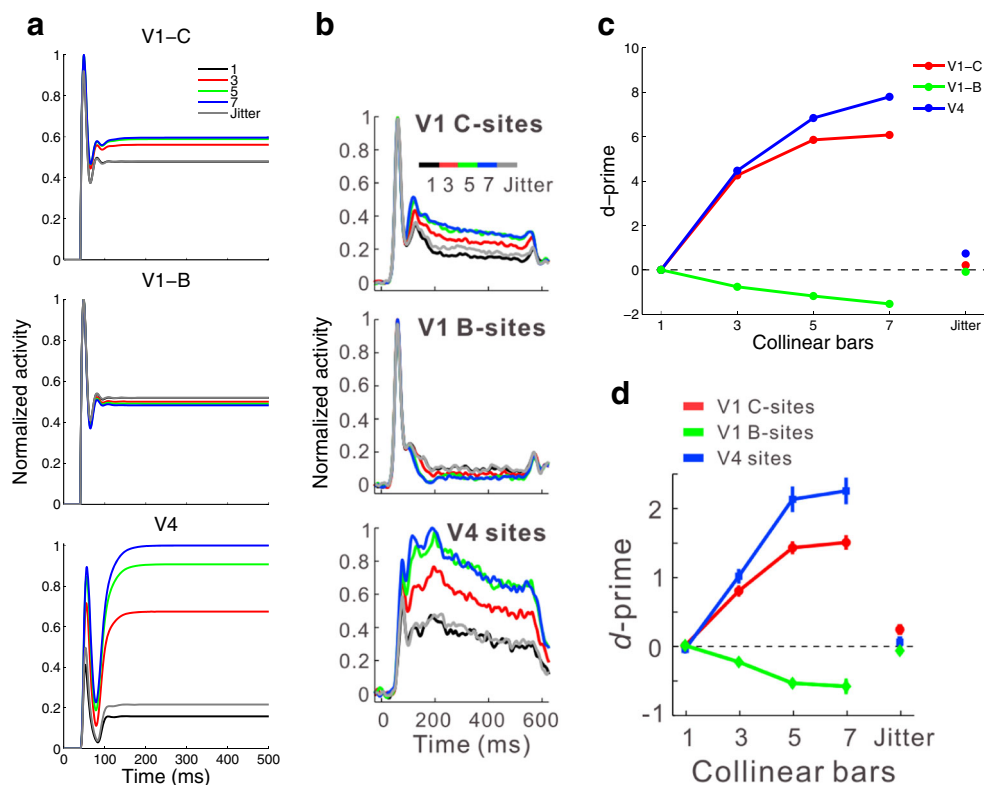 a
V1-C
1
0.8
0.6
0.4
0.2
0
1
3
5
7
Jitter
V1-B
1
0.8
0.6
0.4
0.2
0
Normalized activity
V4
1
0.8
0.6
0.4
0.2
0
0 100 200 300 400 500
Time (ms)
b
V1 C-sites
1
0.8
0.6
0.4
0.2
0
1 3 5 7 Jitter
V1 B-sites
1
0.8
0.6
0.4
0.2
0
Normalized activity
V4 sites
1
0.8
0.6
0.4
0.2
0
0 200 400 600
Time (ms)
c
10
8
6
4
2
0
−2
d-prime
V1-C
V1-B
V4
1 3 5 7 Jitter
Collinear bars
d
V1 C-sites
V1 B-sites
V4 sites
2
1
0
-1
d-prime
1 3 5 7 Jitter
Collinear bars